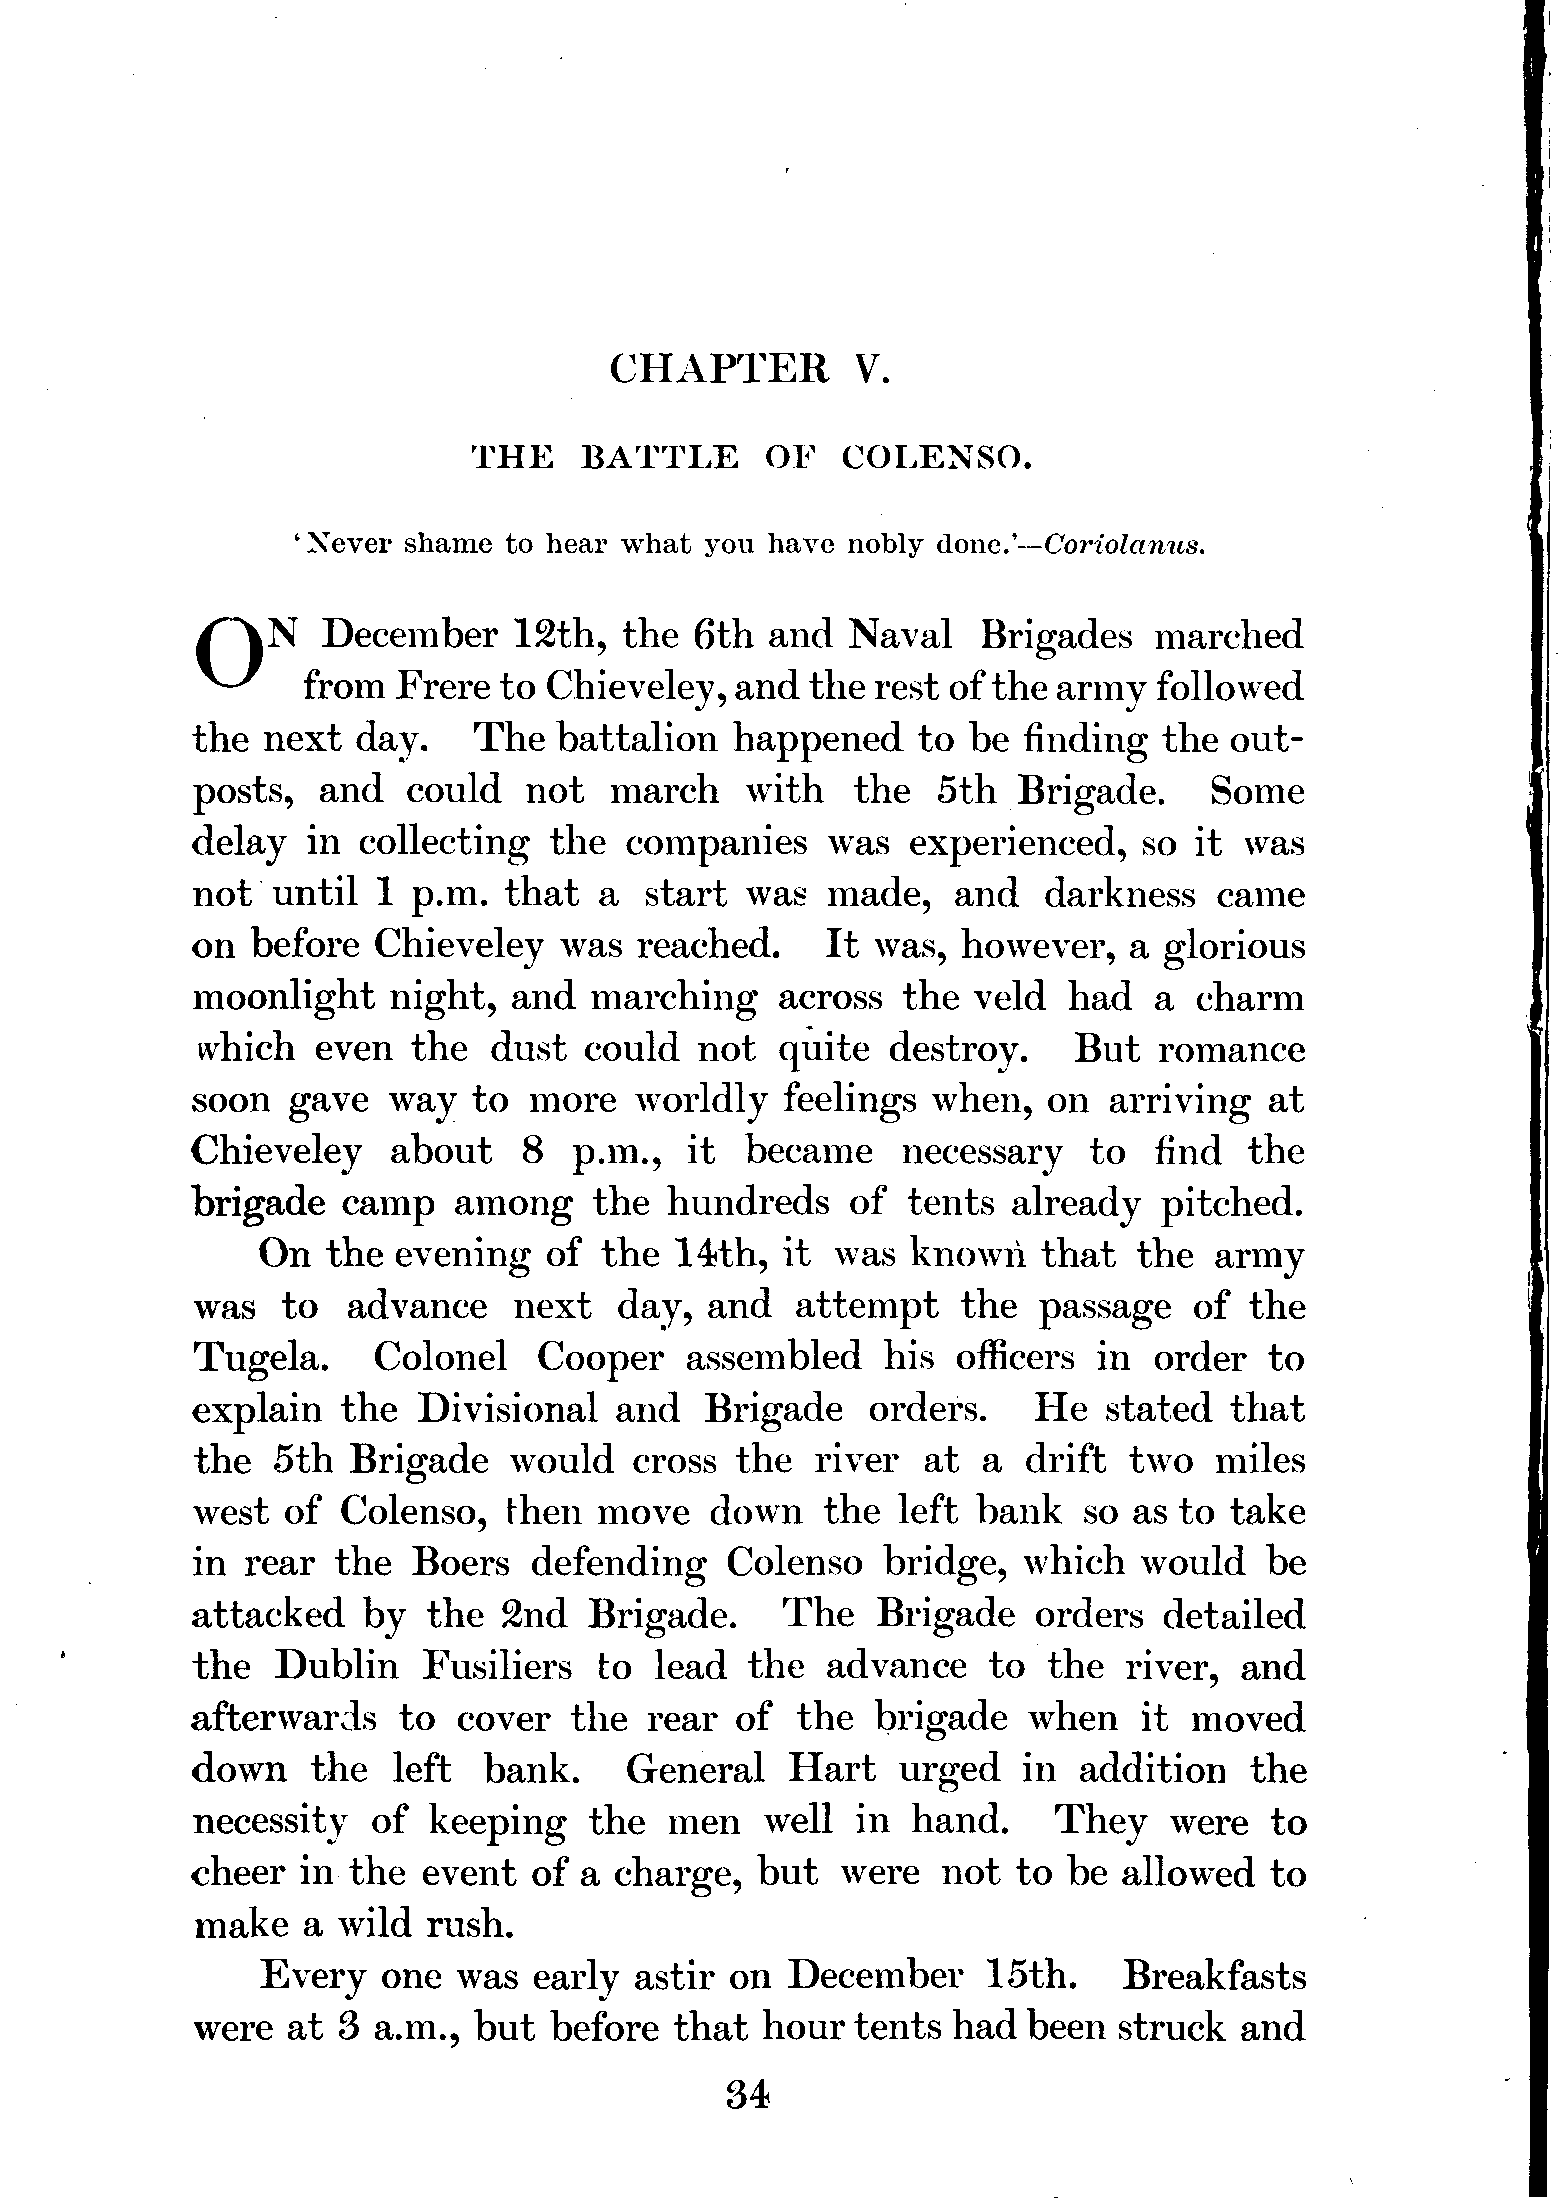 CHAPTER V.
THE BATTLE OF COLENSO.
‘Never shame to hear what you have nobly done.’—Coriolanus.
ON December 12th, the 6th and Naval Brigades marched
from Frere to Chieveley, and the rest of the army followed
the next day. The battalion happened to be finding the out-
posts, and could not march with the 5th Brigade. Some
delay in collecting the companies was experienced, so it was
not until 1 p.m. that a start was made, and darkness came
on before Chieveley was reached. It was, however, a glorious
moonlight night, and marching across the veld had a charm
which even the dust could not quite destroy. But romance
soon gave way to more worldly feelings when, on arriving at
Chieveley about 8 p.m., it became necessary to find the
brigade camp among the hundreds of tents already pitched.
On the evening of the 14th, it was known that the army
was to advance next day, and attempt the passage of the
Tugela. Colonel Cooper assembled his officers in order to
explain the Divisional and Brigade orders. He stated that
the 5th Brigade would cross the river at a drift two miles
west of Colenso, then move down the left bank so as to take
in rear the Boers defending Colenso bridge, which would be
attacked by the 2nd Brigade. The Brigade orders detailed
the Dublin Fusiliers to lead the advance to the river, and
afterwards to cover the rear of the brigade when it moved
down the left bank. General Hart urged in addition the
necessity of keeping the men well in hand. They were to
cheer in the event of a charge, but were not to be allowed to
make a wild rush.
Every one was early astir on December 15th. Breakfasts
were at 3 a.m., but before that hour tents had been struck and
34